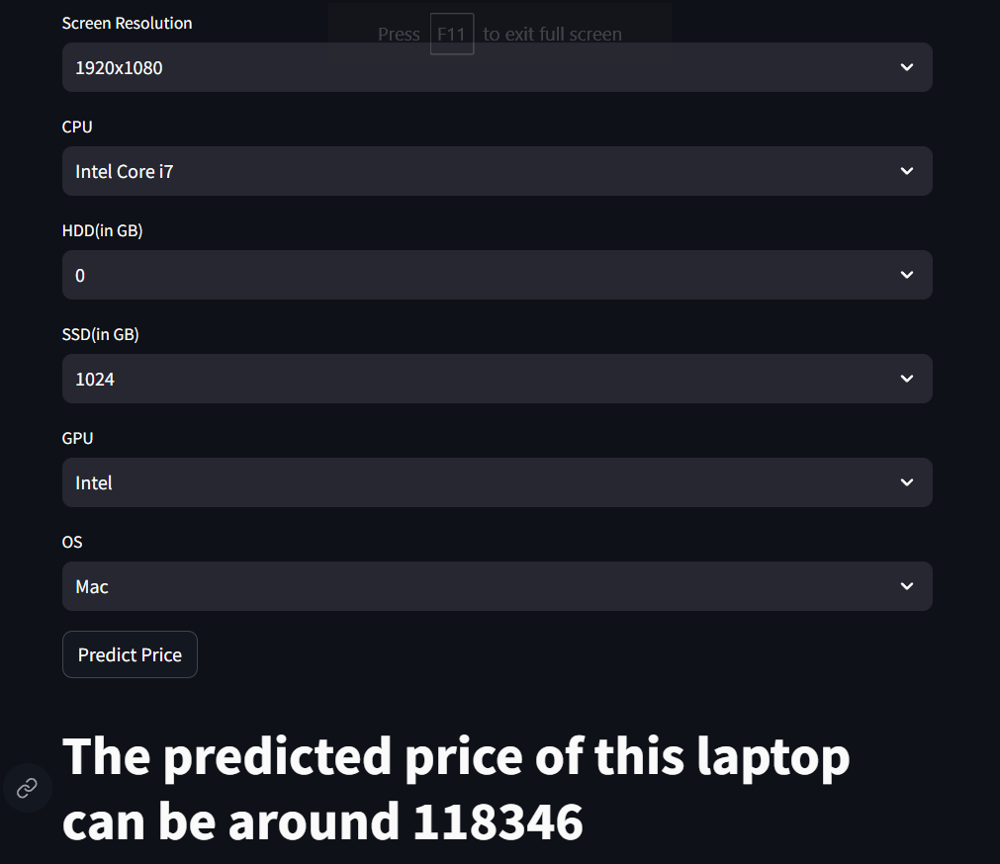 Screen Resolution
Press F11 to exit full screen
1920x1080
CPU
Intel Core i7
HDD(in GB)
0
SSD(in GB)
1024
GPU
Intel
OS
Mac
Predict Price
The predicted price of this laptop
can be around 118346